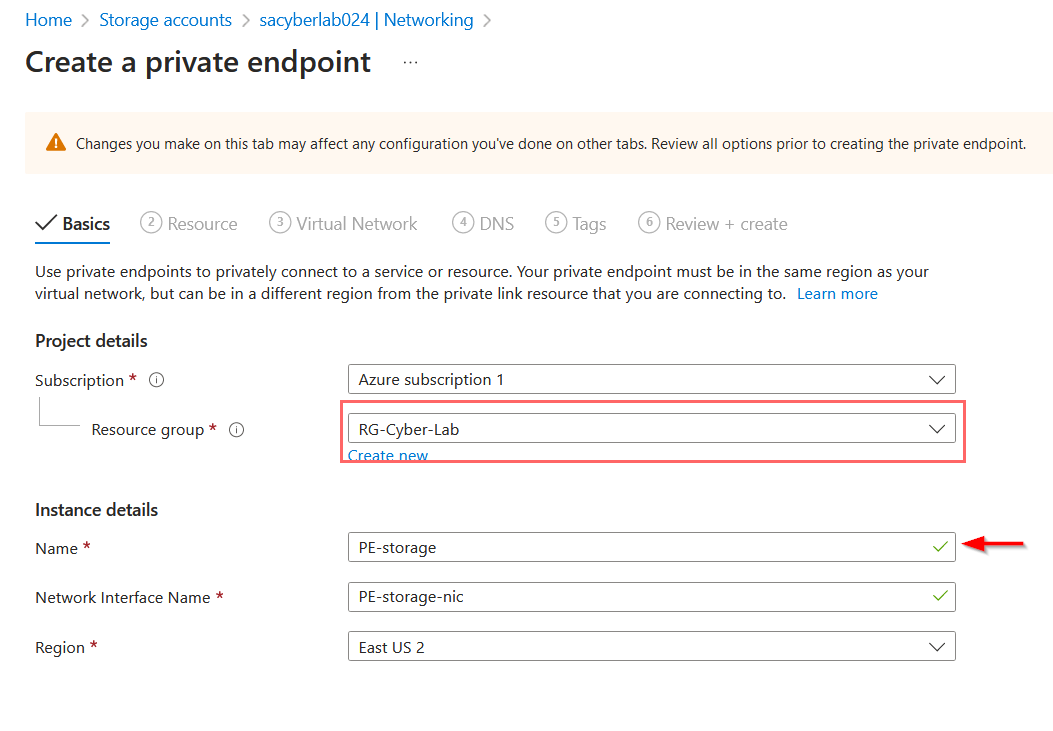 Home > Storage accounts > sacyberlab024 | Networking >
Create a private endpoint ...
Changes you make on this tab may affect any configuration you've done on other tabs. Review all options prior to creating the private endpoint.
Basics 2 Resource 3 Virtual Network 4 DNS 5 Tags 6 Review + create
Use private endpoints to privately connect to a service or resource. Your private endpoint must be in the same region as your
virtual network, but can be in a different region from the private link resource that you are connecting to. Learn more
Project details
Subscription * Azure subscription 1
Resource group * RG-Cyber-Lab
Create new
Instance details
Name * PE-storage
Network Interface Name * PE-storage-nic
Region * East US 2